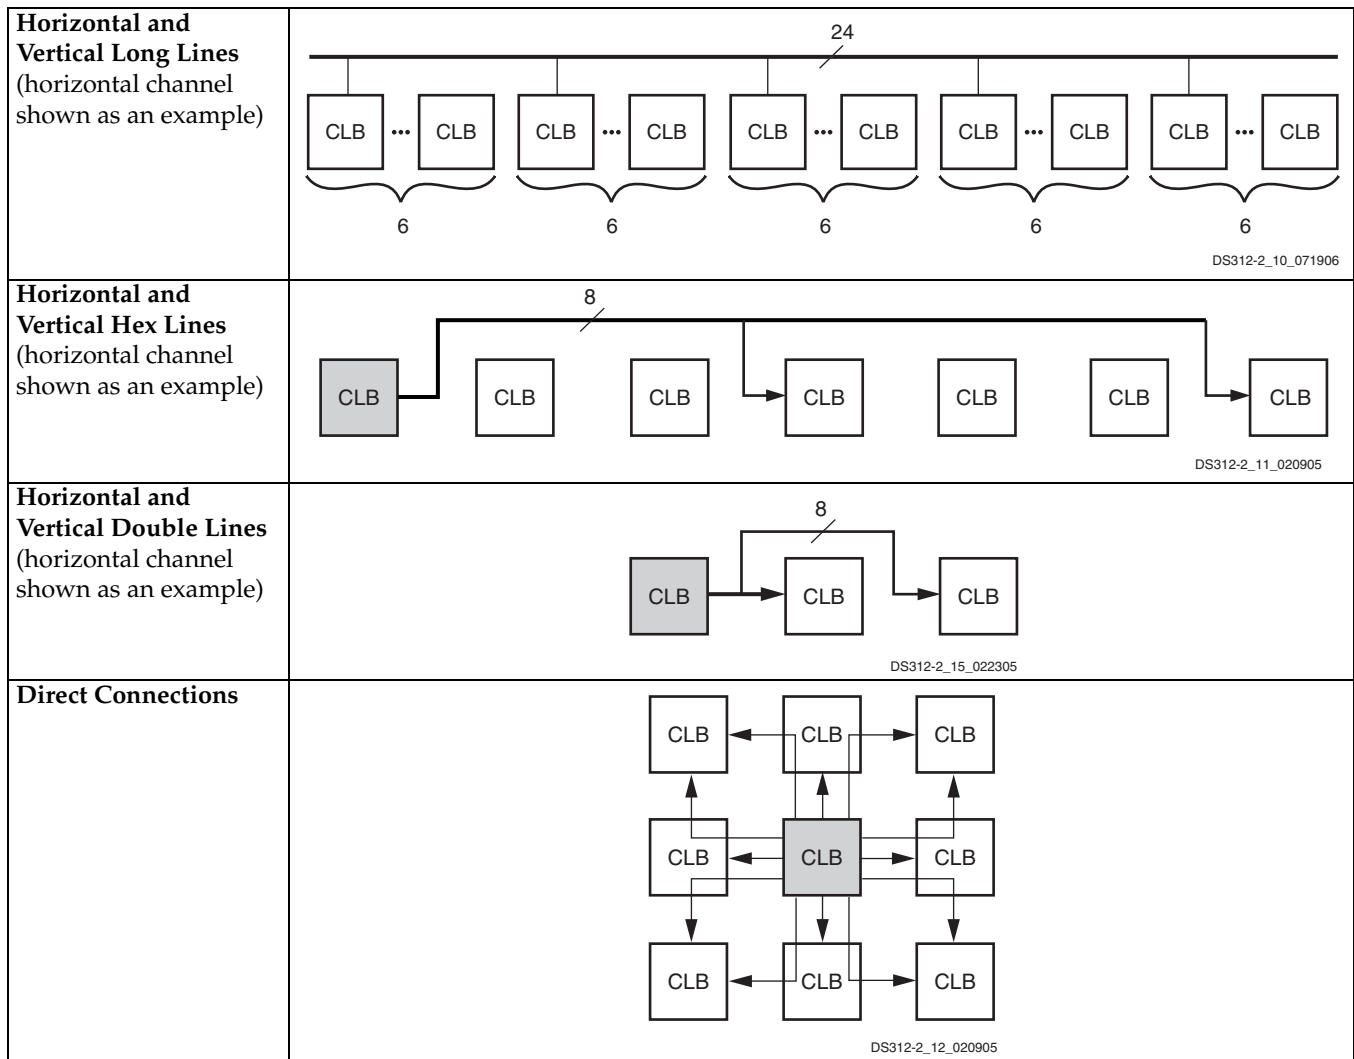 Horizontal and
Vertical Long Lines
(horizontal channel
shown as an example)
24
CLB ••• CLB CLB ••• CLB CLB ••• CLB CLB ••• CLB CLB ••• CLB
6 6 6 6 6
DS312-2_10_071906
Horizontal and
Vertical Hex Lines
(horizontal channel
shown as an example)
8
CLB CLB CLB CLB CLB CLB CLB
DS312-2_11_020905
Horizontal and
Vertical Double Lines
(horizontal channel
shown as an example)
8
CLB CLB CLB
DS312-2_15_022305
Direct Connections
CLB CLB CLB
CLB CLB CLB
CLB CLB CLB
DS312-2_12_020905